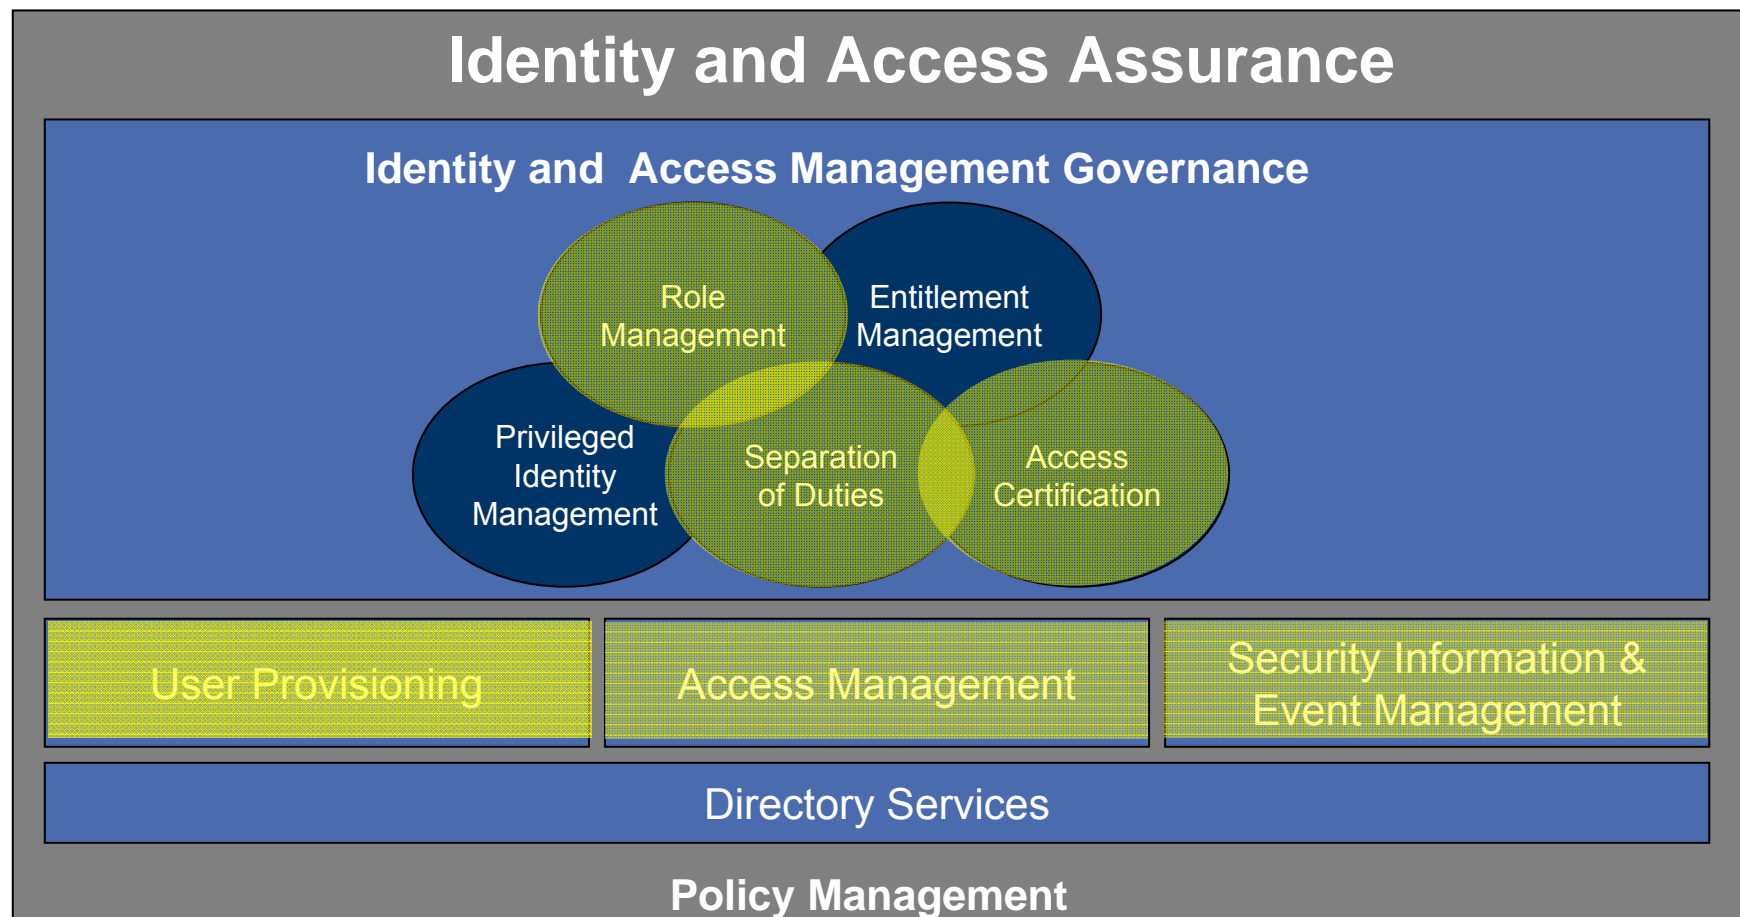 Identity and Access Assurance
Identity and  Access Management Governance
Role
Management
Entitlement
Management
Privileged
Identity
Management
Separation
of Duties
Access
Certification
User Provisioning
Access Management
Security Information &
Event Management
Directory Services
Policy Management